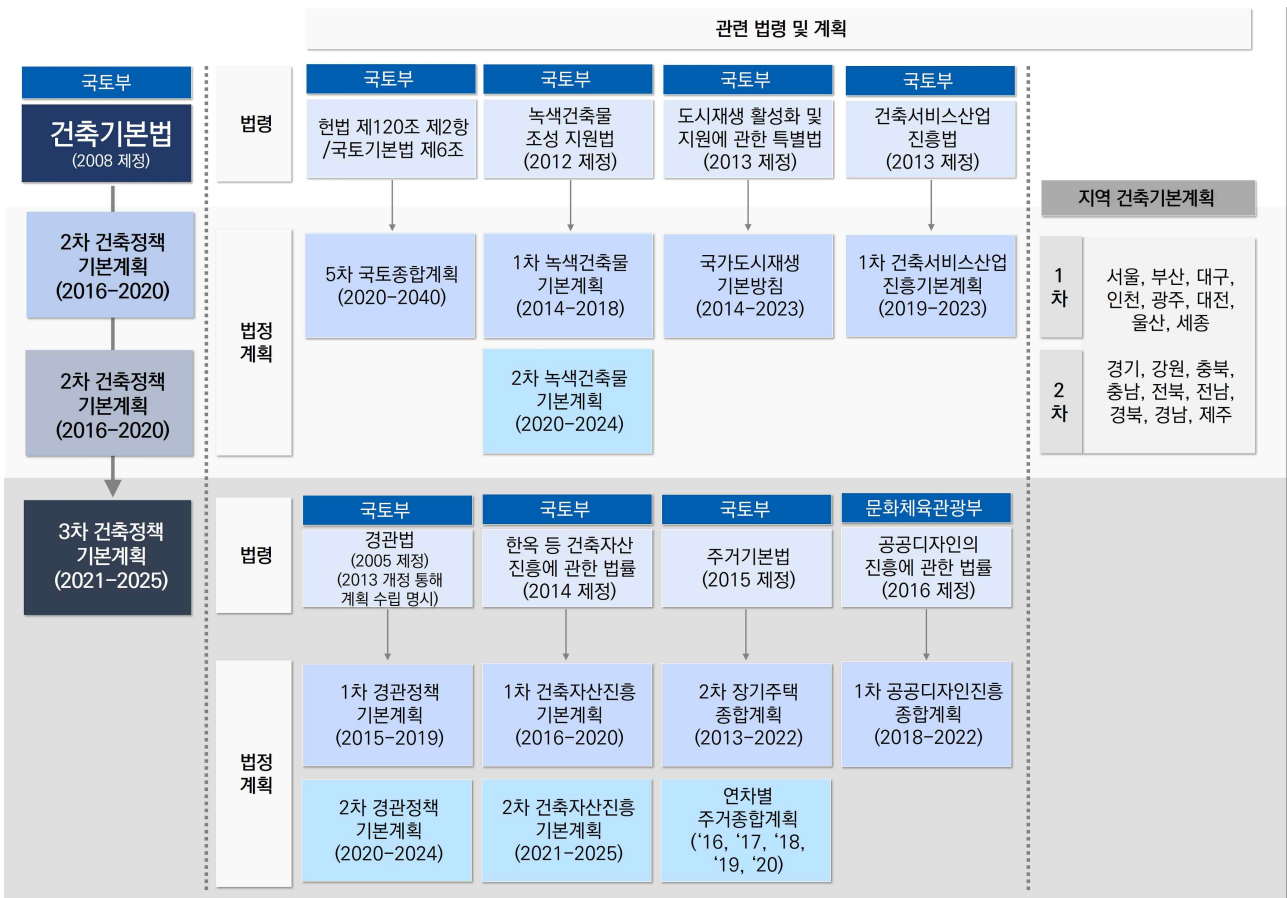 관련 법령 및 계획
국토부
건축기본법
(2008 제정)
2차 건축정책
기본계획
(2016-2020)
2차 건축정책
기본계획
(2016-2020)
3차 건축정책
기본계획
(2021-2025)
법령
국토부
헌법 제120조 제2항
/국토기본법 제6조
국토부
녹색건축물
조성 지원법
(2012 제정)
국토부
도시재생 활성화 및
지원에 관한 특별법
(2013 제정)
국토부
건축서비스산업
진흥법
(2013 제정)
법정
계획
5차 국토종합계획
(2020-2040)
1차 녹색건축물
기본계획
(2014-2018)
국가도시재생
기본방침
(2014-2023)
1차 건축서비스산업
진흥기본계획
(2019-2023)
2차 녹색건축물
기본계획
(2020-2024)
지역 건축기본계획
1
차
서울, 부산, 대구,
인천, 광주, 대전,
울산, 세종
2
차
경기, 강원, 충북,
충남, 전북, 전남,
경북, 경남, 제주
법령
국토부
경관법
(2005 제정)
(2013 개정 통해
계획 수립 명시)
국토부
한옥 등 건축자산
진흥에 관한 법률
(2014 제정)
국토부
주거기본법
(2015 제정)
문화체육관광부
공공디자인의
진흥에 관한 법률
(2016 제정)
법정
계획
1차 경관정책
기본계획
(2015-2019)
1차 건축자산진흥
기본계획
(2016-2020)
2차 장기주택
종합계획
(2013-2022)
1차 공공디자인진흥
종합계획
(2018-2022)
2차 경관정책
기본계획
(2020-2024)
2차 건축자산진흥
기본계획
(2021-2025)
연차별
주거종합계획
(‘16, ‘17, ‘18,
‘19, ‘20)